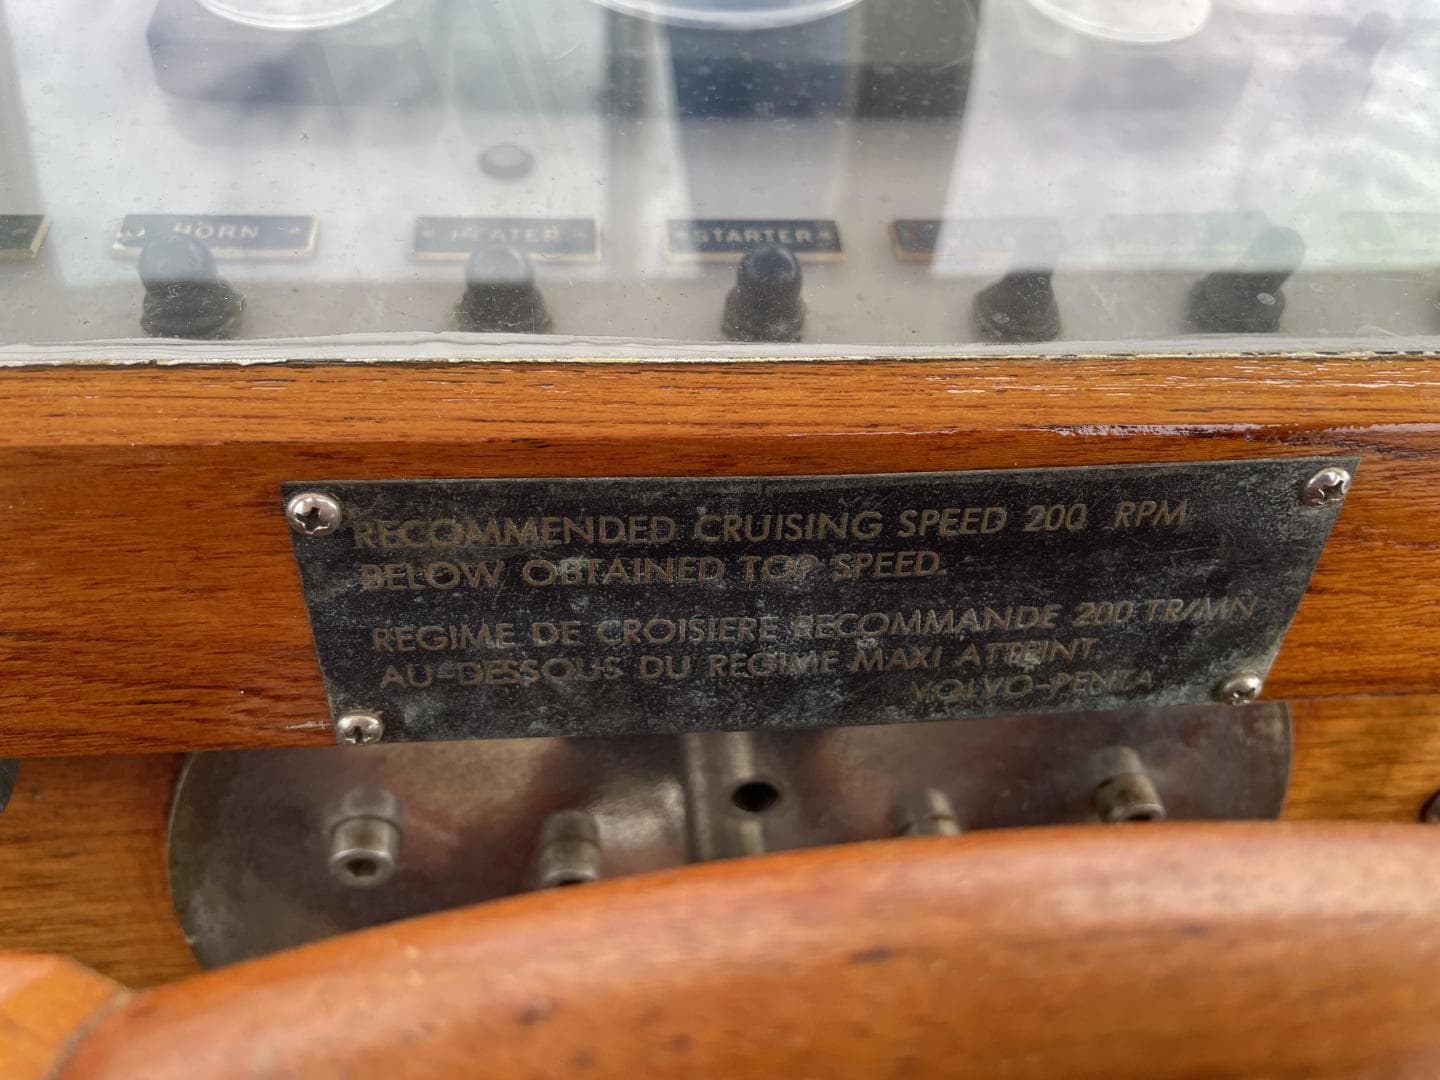 HORN
HEATER
STARTER
RECOMMENDED CRUISING SPEED 200 RPM
BELOW OBTAINED TOP SPEED.
REGIME DE CROISIERE RECOMMANDE 200 TR/MN
AU-DESSOUS DU REGIME MAXI ATTEINT
VOLVO-PENTA